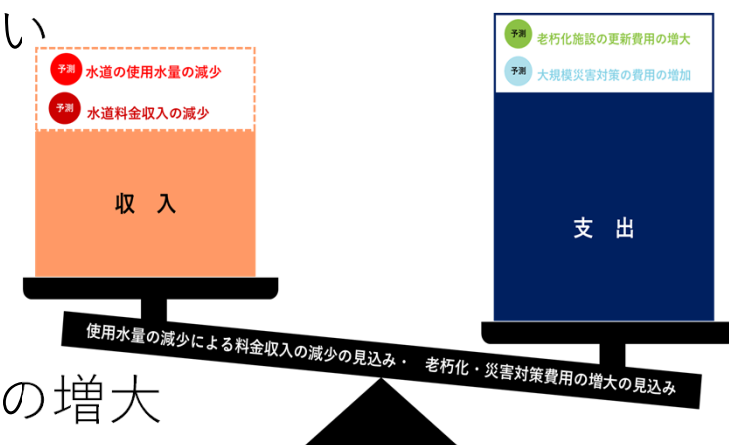 い
予測 水道の使用水量の減少
予測 水道料金収入の減少
収 入
予測 老朽化施設の更新費用の増大
予測 大規模災害対策の費用の増加
支 出
使用水量の減少による料金収入の減少の見込み・ 老朽化・災害対策費用の増大の見込み
の増大